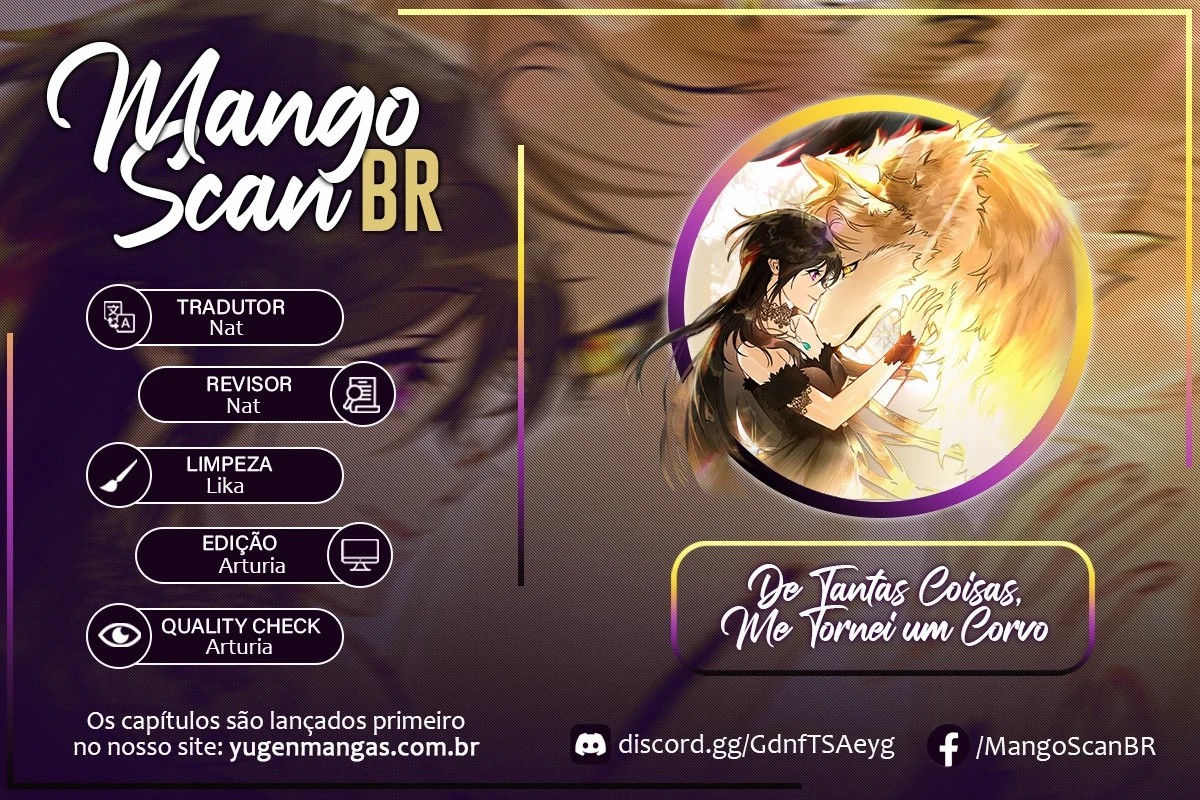 Mango
Scan BR
TRADUTOR
Nat
REVISOR
Nat
LIMPEZA
Lika
EDIÇÃO
Arturia
QUALITY CHECK
Arturia
Os capítulos são lançados primeiro
no nosso site: yugenmangas.com.br
De Tantas Coisas,
Me Tornei um Corvo
discord.gg/GdnfTSAeyg
/MangoScanBR